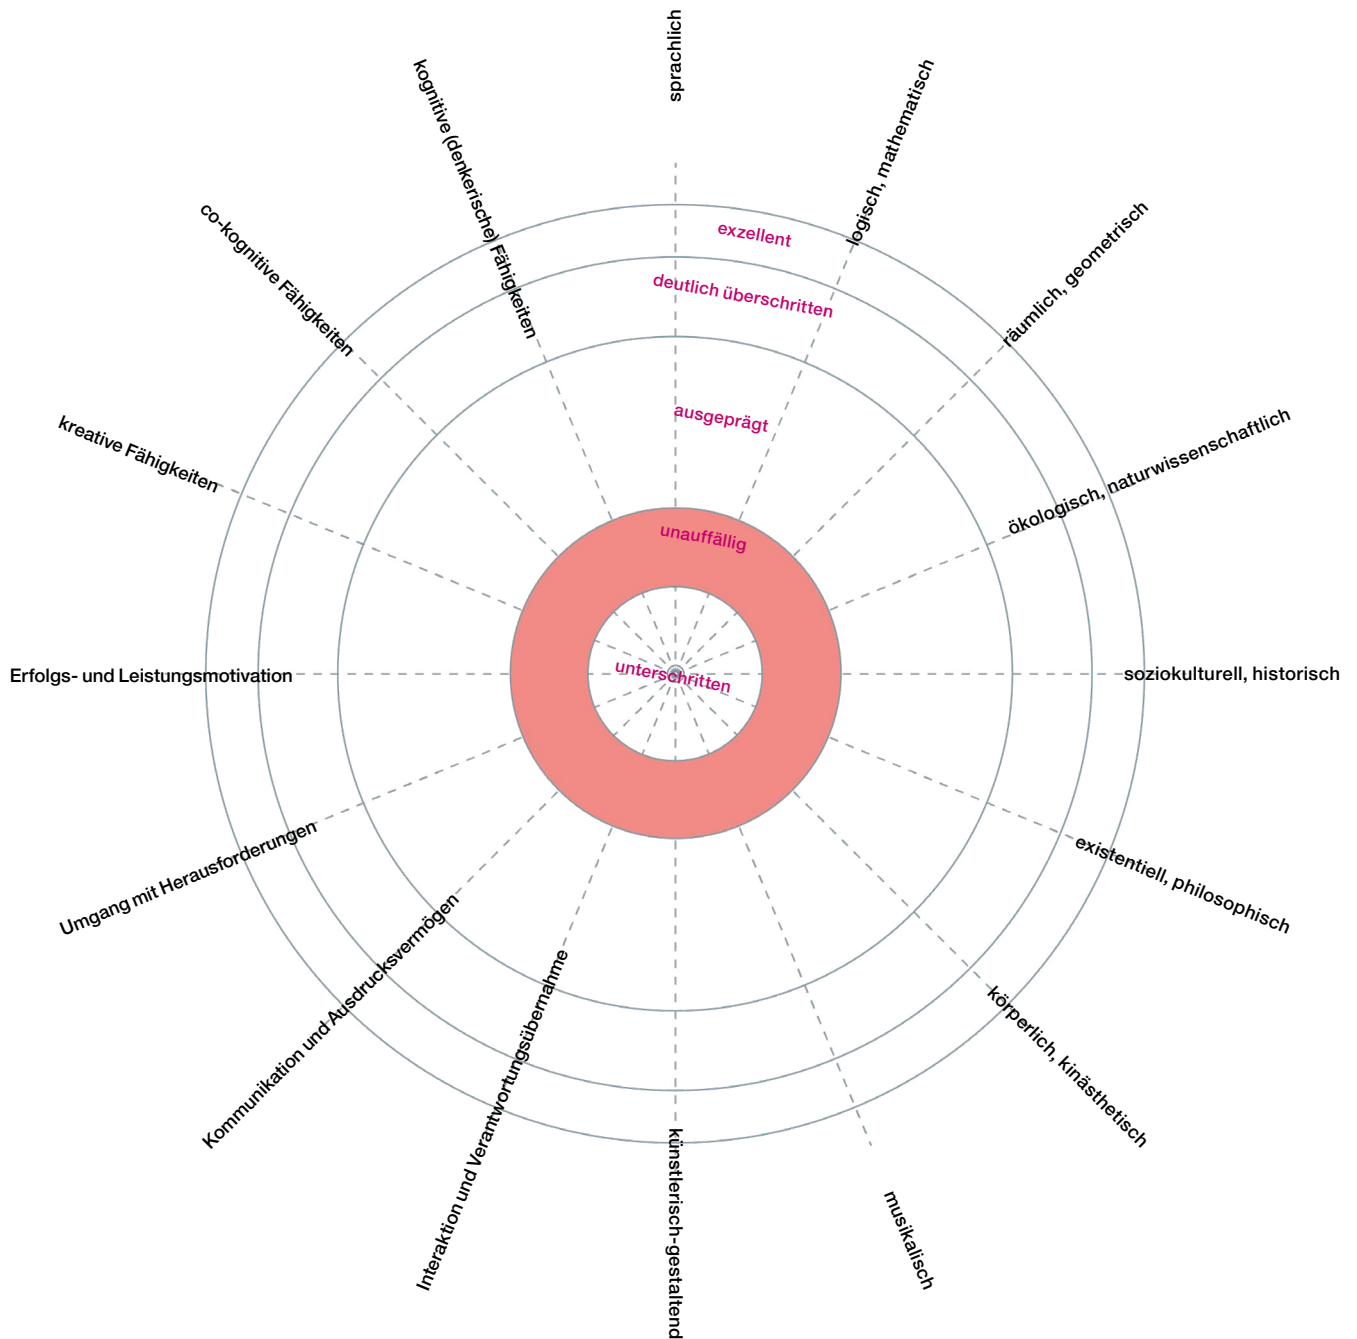 sprachlich
logisch, mathematisch
räumlich, geometrisch
ökologisch, naturwissenschaftlich
soziokulturell, historisch
existentiell, philosophisch
körperlich, kinästhetisch
musikalisch
künstlerisch-gestaltend
Interaktion und Verantwortungsübernahme
Kommunikation und Ausdrucksvermögen
Umgang mit Herausforderungen
Erfolgs- und Leistungsmotivation
kreative Fähigkeiten
co-kognitive Fähigkeiten
kognitive (denkerische) Fähigkeiten
exzellent
deutlich überschritten
ausgeprägt
unauffällig
unterschritten